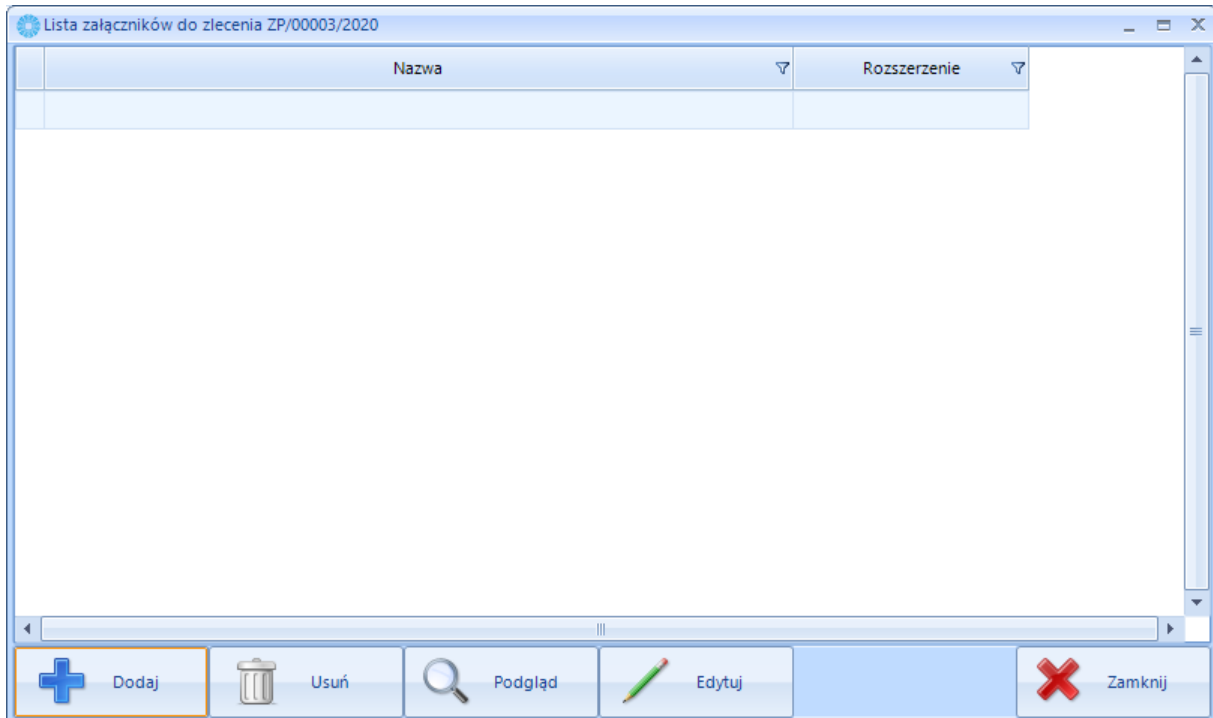 Lista załączników do zlecenia ZP/00003/2020
Nazwa Rozszerzenie
Dodaj Usuń Podgląd Edytuj Zamknij